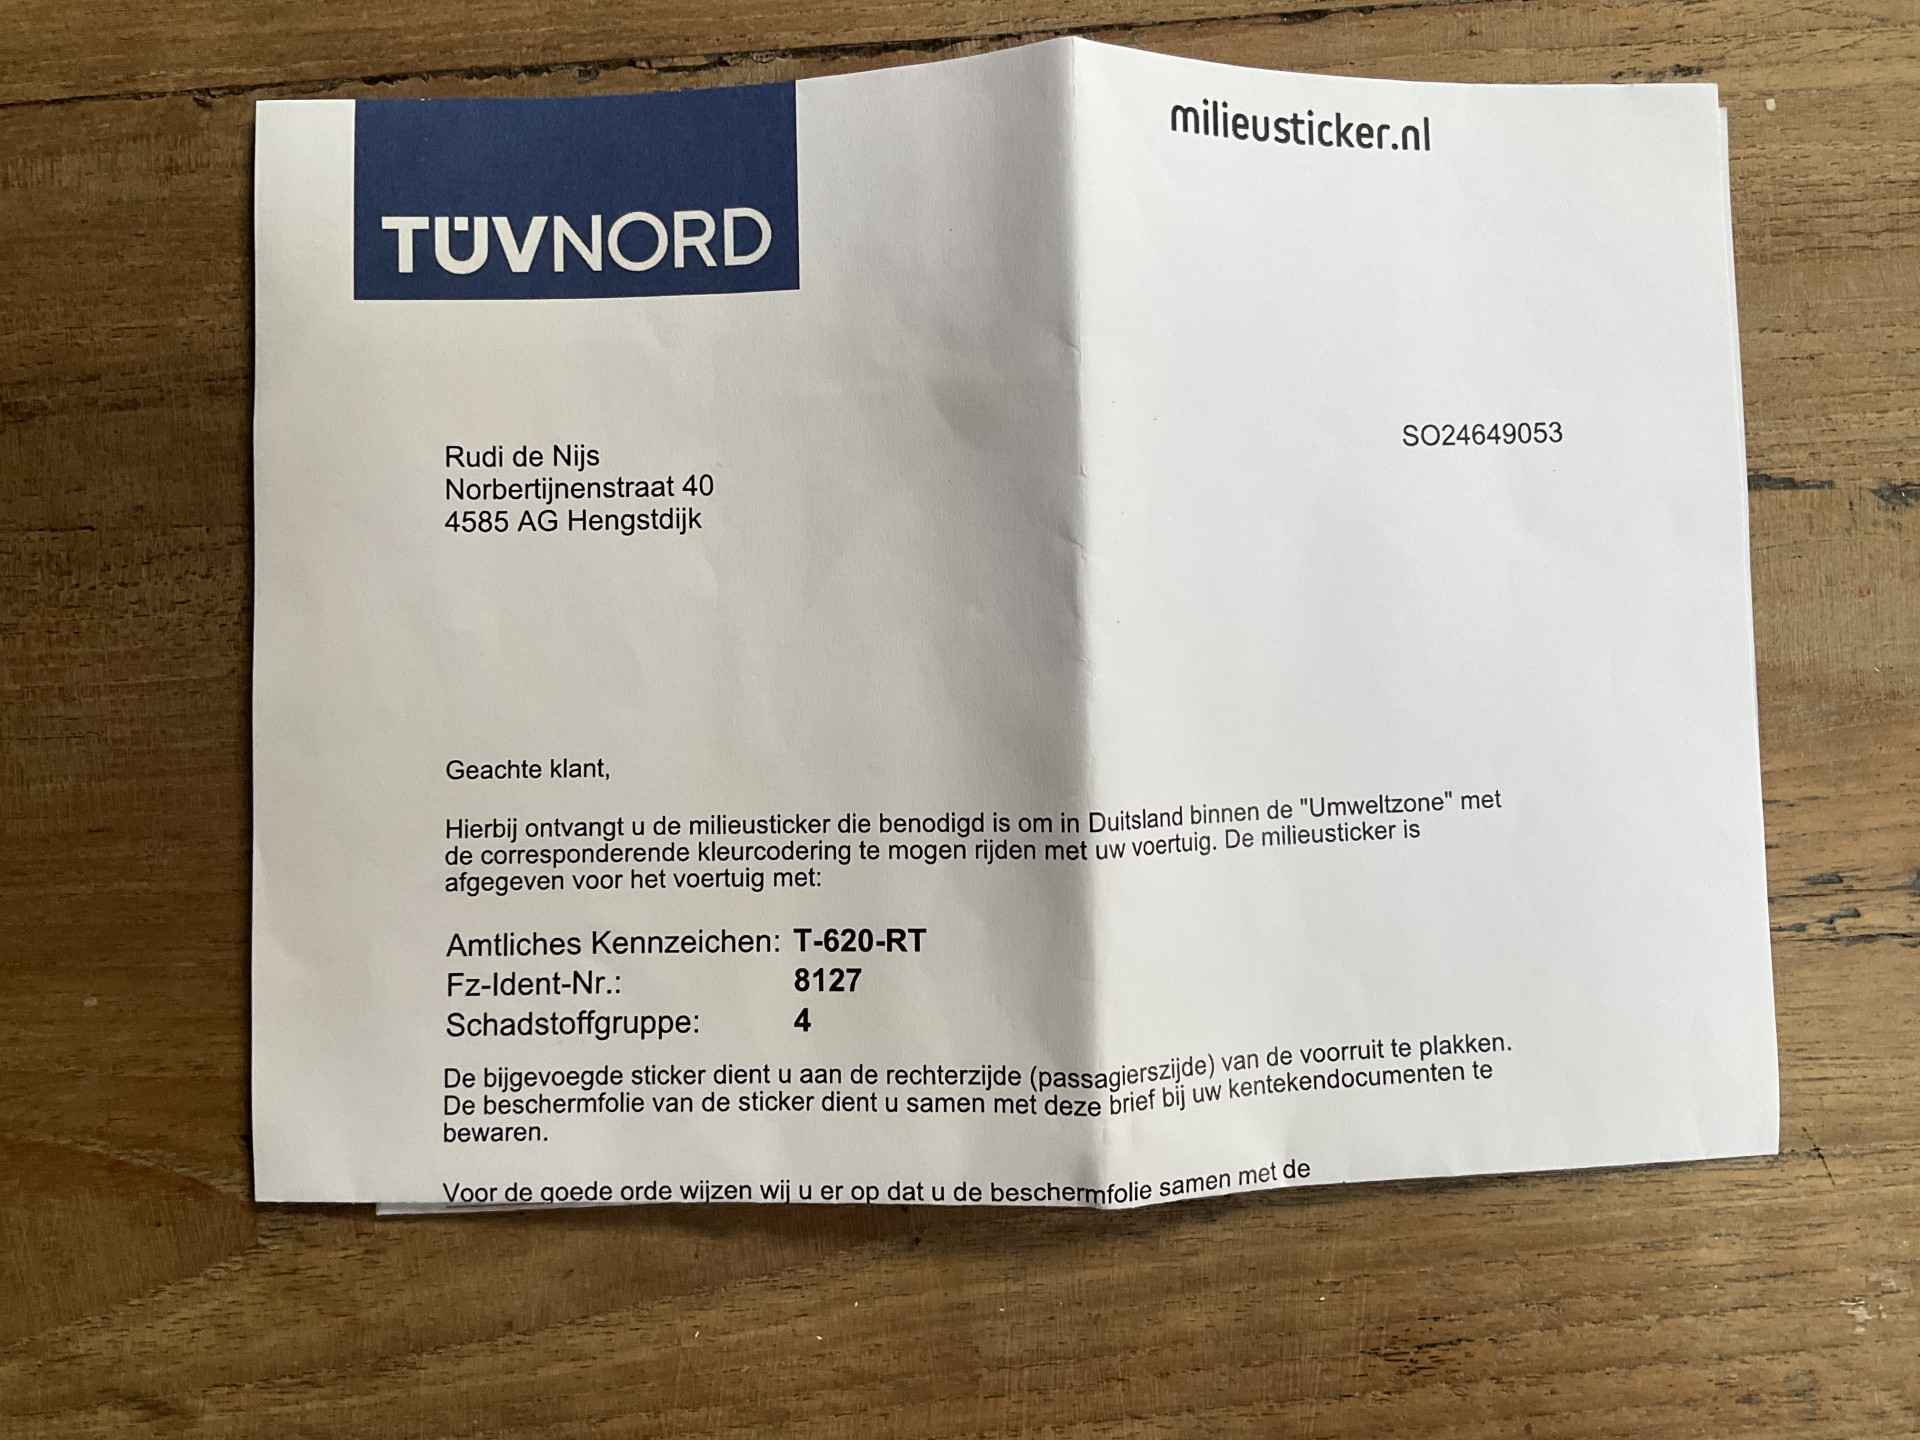 TÜVNORD
milieusticker.nl
SO24649053
Rudi de Nijs
Norbertijnenstraat 40
4585 AG Hengstdijk
Geachte klant,
Hierbij ontvangt u de milieusticker die benodigd is om in Duitsland binnen de "Umweltzone" met
de corresponderende kleurcodering te mogen rijden met uw voertuig. De milieusticker is
afgegeven voor het voertuig met:
Amtliches Kennzeichen: T-620-RT
Fz-Ident-Nr.: 8127
Schadstoffgruppe: 4
De bijgevoegde sticker dient u aan de rechterzijde (passagierszijde) van de voorruit te plakken.
De beschermfolie van de sticker dient u samen met deze brief bij uw kentekendocumenten te
bewaren.
Voor de goede orde wijzen wij u er op dat u de beschermfolie samen met de